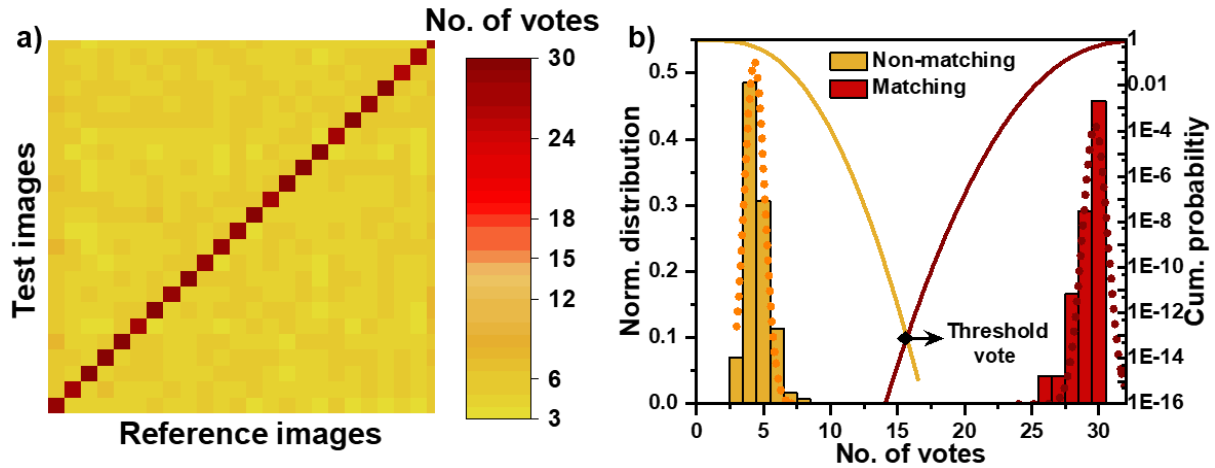 a)
No. of votes
30
24
18
12
6
3
Test images
Reference images
b)
Non-matching
Matching
Threshold
vote
Norm. distribution
0.5
0.4
0.3
0.2
0.1
0.0
0
5
10
15
20
25
30
No. of votes
1
0.01
1E-4
1E-6
1E-8
1E-10
1E-12
1E-14
1E-16
Cum. probabiltiy